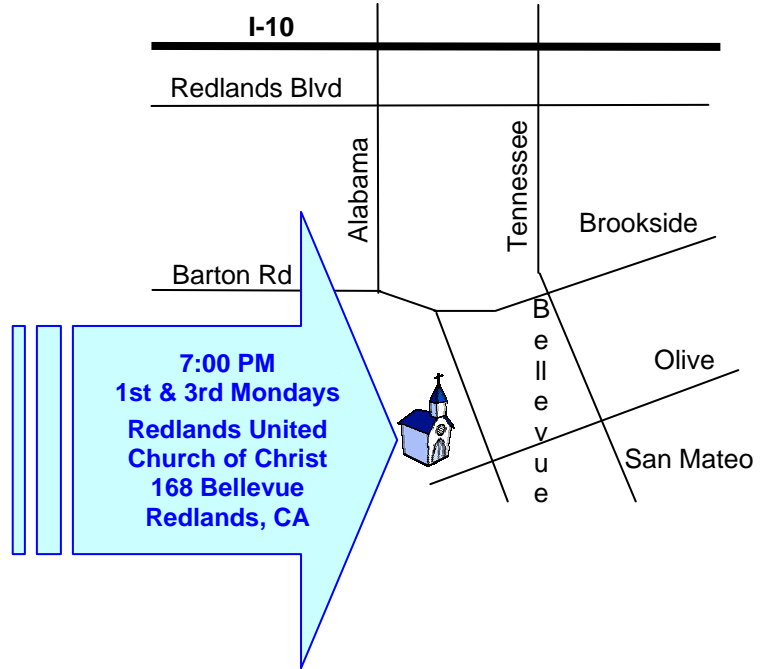 I-10
Redlands Blvd
Alabama
Tennessee
Brookside
Barton Rd
Bellevue
7:00 PM
1st & 3rd Mondays
Redlands United
Church of Christ
168 Bellevue
Redlands, CA
Olive
San Mateo